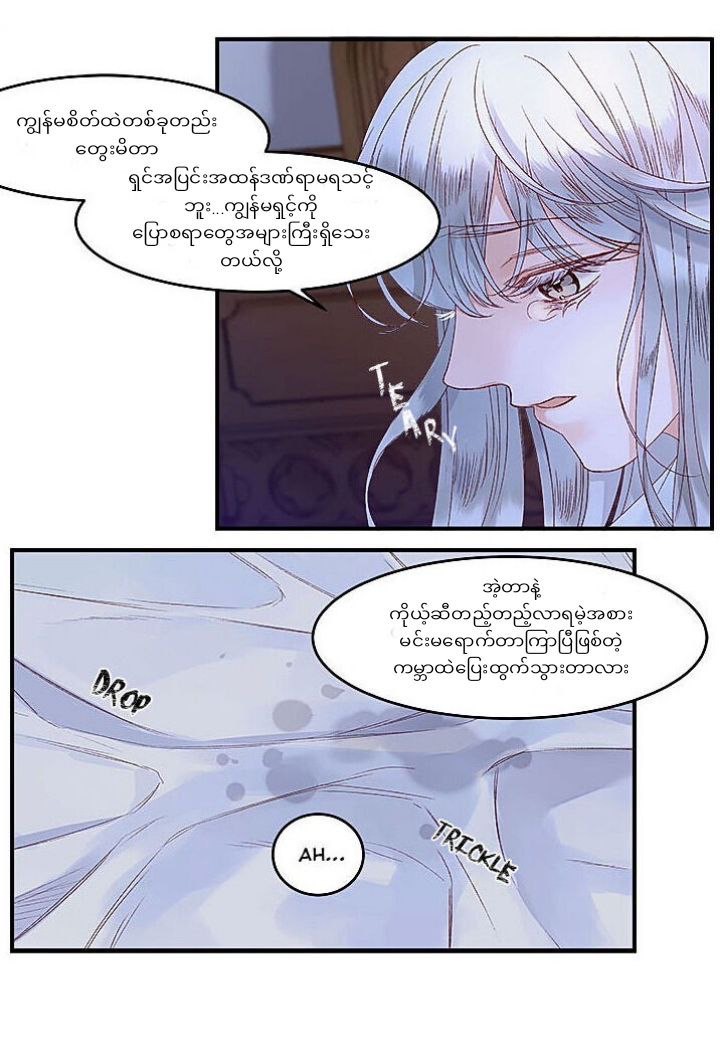 ကျွန်မစိတ်ထဲတစ်ခုတည်း
တွေးမိတာ
ရှင်အပြင်းအထန်ဒဏ်ရာမရသင့်
ဘူး...ကျွန်မရှင့်ကို
ပြောစရာတွေအများကြီးရှိသေး
တယ်လို့
TEARY
အဲ့တာနဲ့
ကိုယ့်ဆီတည့်တည့်လာရမဲ့အစား
မင်းမရောက်တာကြာပြီဖြစ်တဲ့
ကမ္ဘာထဲပြေးထွက်သွားတာလား
DROP
TRICKLE
AH...